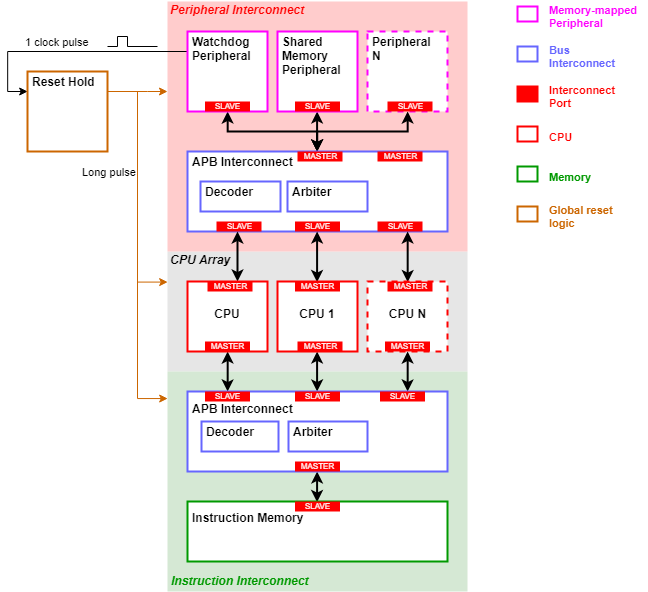 Peripheral Interconnect
1 clock pulse
Watchdog
Peripheral
Shared
Memory
Peripheral
Peripheral
N
SLAVE
SLAVE
SLAVE
Reset Hold
Long pulse
MASTER
MASTER
APB Interconnect
Decoder
Arbiter
SLAVE
SLAVE
SLAVE
CPU Array
MASTER
MASTER
MASTER
CPU
CPU 1
CPU N
MASTER
MASTER
MASTER
SLAVE
SLAVE
SLAVE
APB Interconnect
Decoder
Arbiter
MASTER
SLAVE
Instruction Memory
Instruction Interconnect
Memory-mapped
Peripheral
Bus
Interconnect
Interconnect
Port
CPU
Memory
Global reset
logic